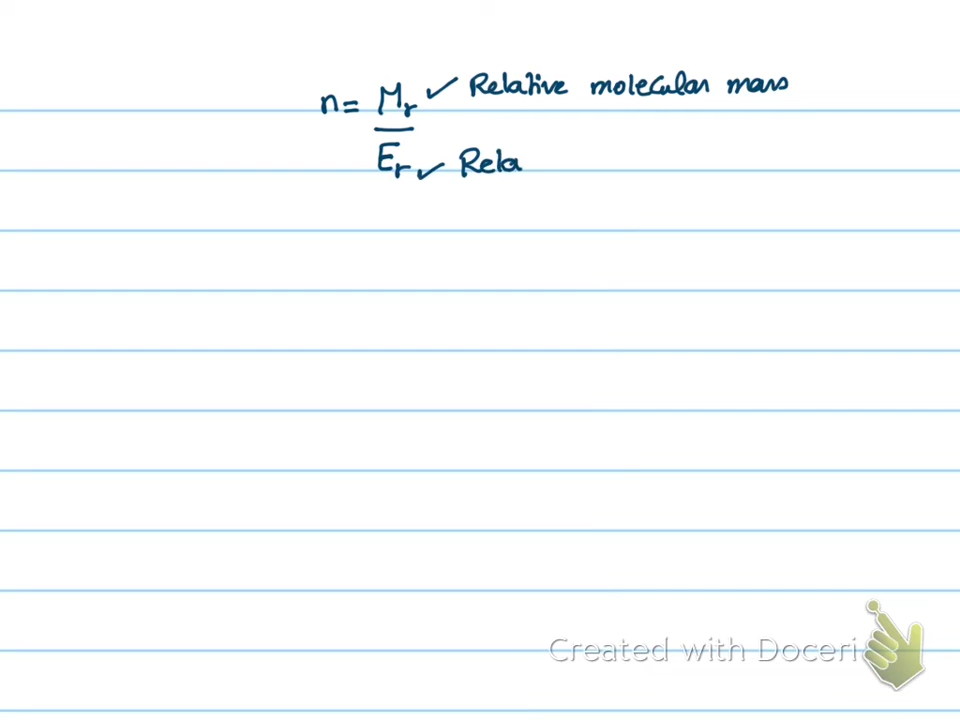 n = Mr ✓ Relative molecular mass
Er ✓ Rela
Created with Doceri